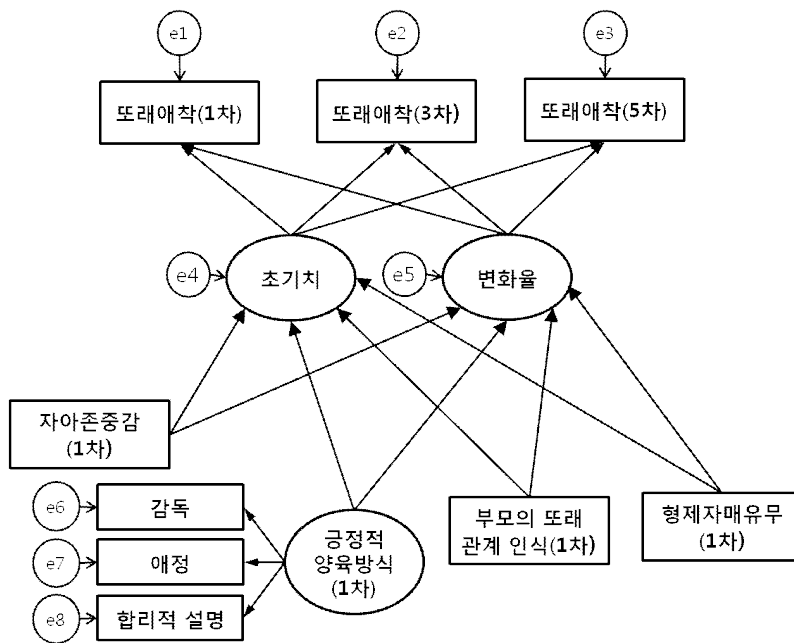 e1
e2
e3
또래애착(1차)
또래애착(3차)
또래애착(5차)
e4
초기치
e5
변화율
자아존중감
(1차)
e6
감독
e7
애정
e8
합리적 설명
긍정적
양육방식
(1차)
부모의 또래
관계 인식(1차)
형제자매유무
(1차)